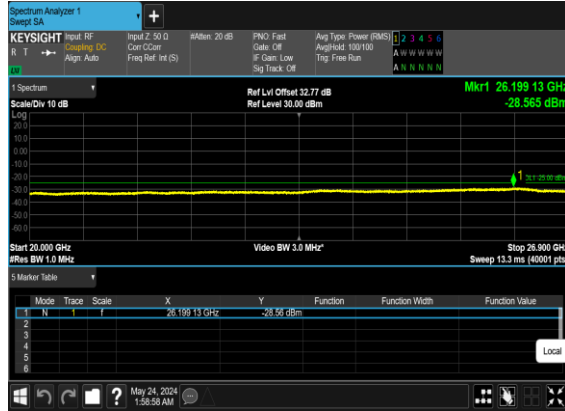 Spectrum Analyzer 1
Swept SA
+
KEYSIGHT
R T
LV
Input: RF
Coupling: DC
Align: Auto
Input Z: 50 Ω
Corr CCorr
Freq Ref: Int (S)
#Atten: 20 dB
PNO: Fast
Gate: Off
IF Gain: Low
Sig Track: Off
Avg Type: Power (RMS)
Avg|Hold: 100/100
Trig: Free Run
1 2 3 4 5 6
A W W W W W
A N N N N N
1 Spectrum
Scale/Div 10 dB
Ref Lvl Offset 32.77 dB
Ref Level 30.00 dBm
Mkr1 26.199 13 GHz
-28.565 dBm
Log
20.0
10.0
0.00
-10.0
-20.0
-30.0
-40.0
-50.0
-60.0
1
DL1 -25.00 dBm
Start 20.000 GHz
#Res BW 1.0 MHz
Video BW 3.0 MHz*
Stop 26.900 GHz
Sweep 13.3 ms (40001 pts)
5 Marker Table
Mode Trace Scale X Y Function Function Width Function Value
1 N 1 f 26.199 13 GHz -28.56 dBm
2
3
4
5
6
Local
?
May 24, 2024
1:58:58 AM